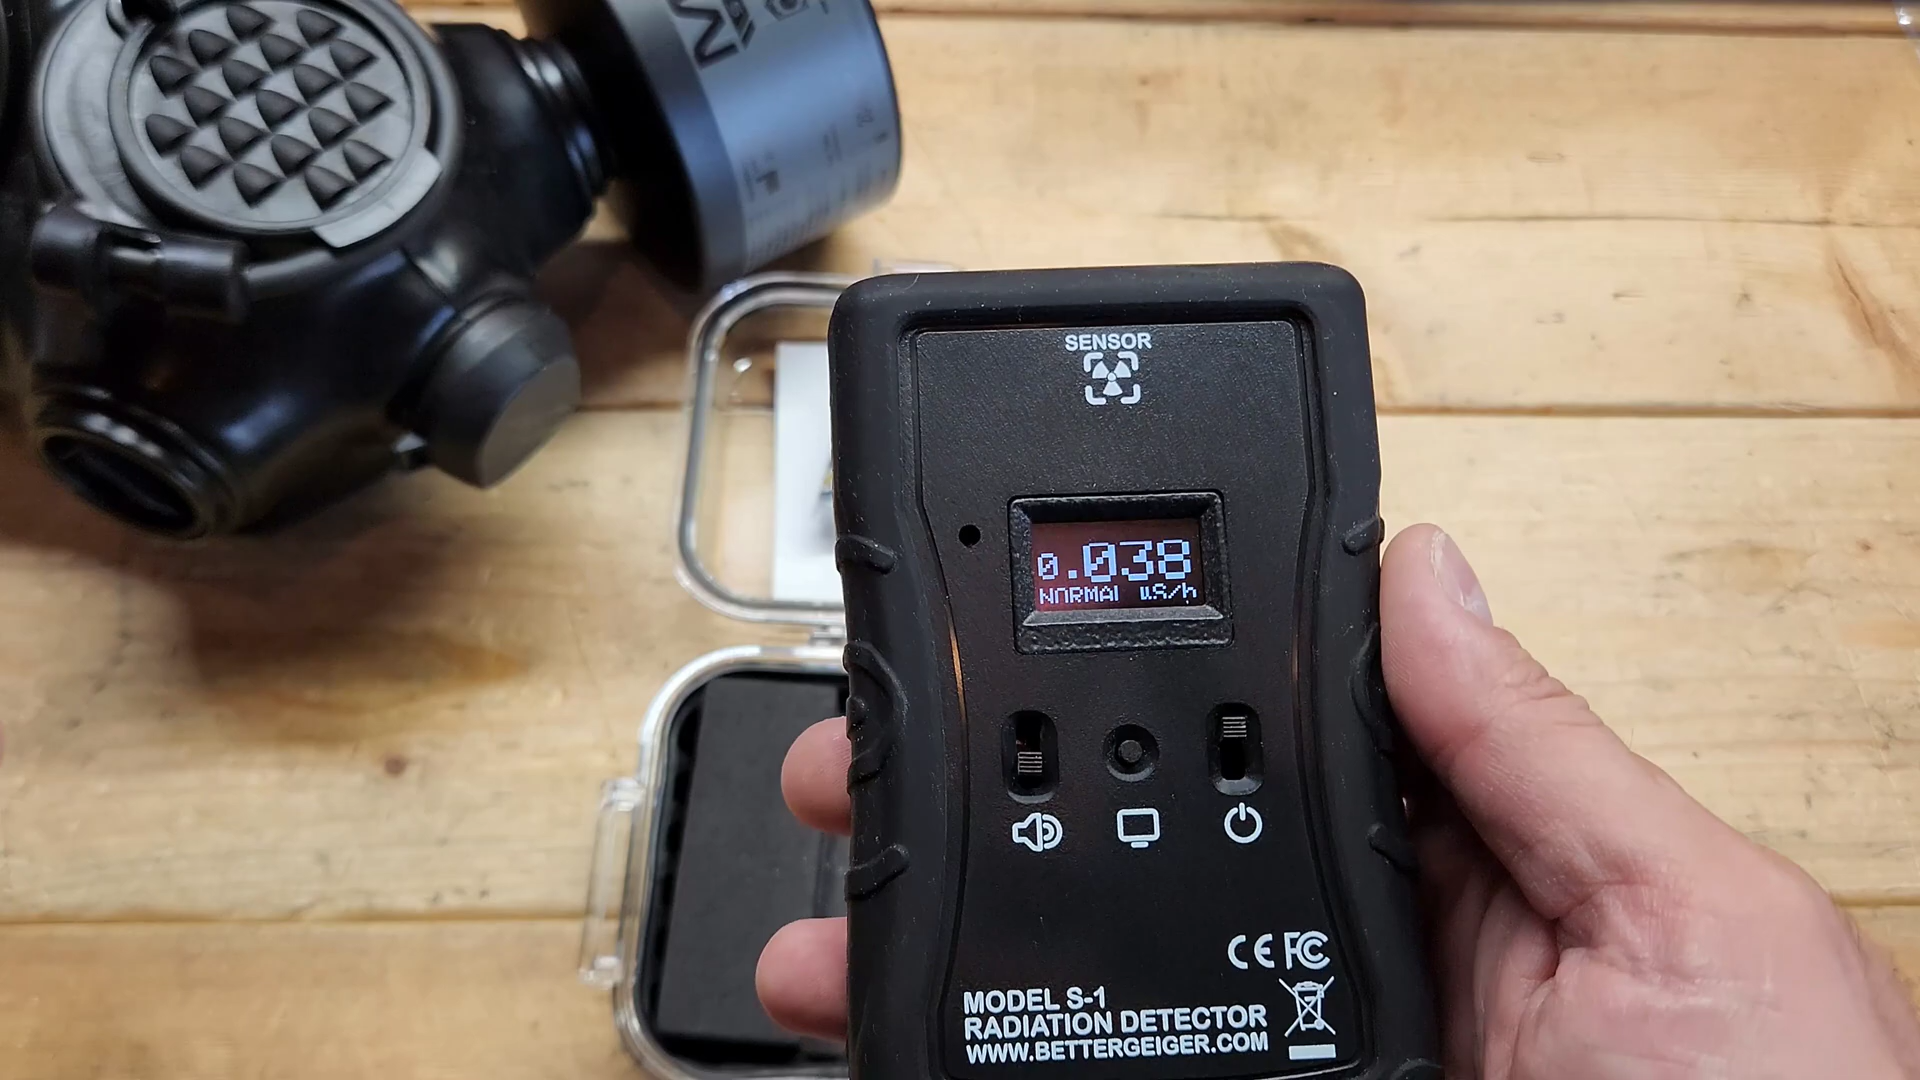 SENSOR
0.038
NORMAL µS/h
CE FC
MODEL S-1
RADIATION DETECTOR
WWW.BETTERGEIGER.COM